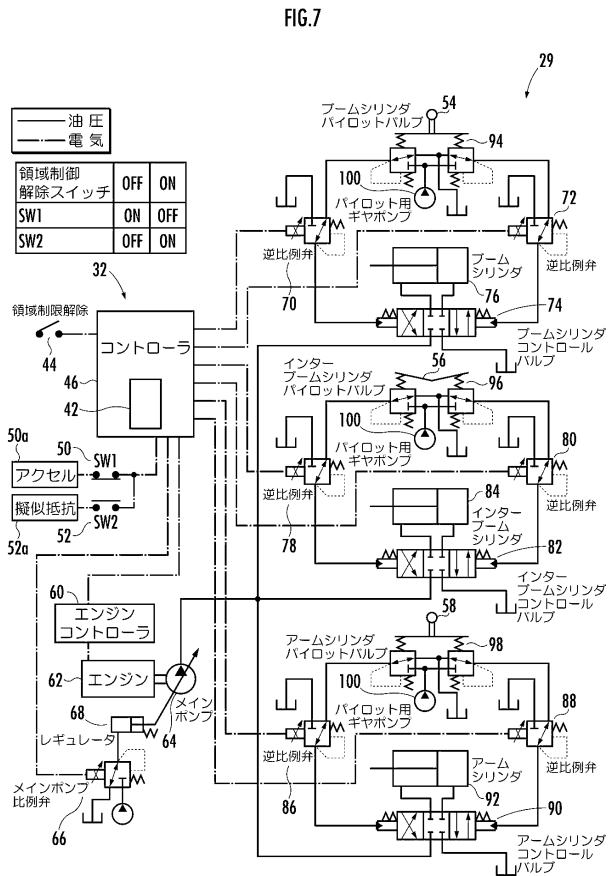 FIG.7
29
油 圧
電 気
領域制御
解除スイッチ OFF ON
SW1 ON OFF
SW2 OFF ON
32
領域制限解除
44
コントローラ
46
42
50a
アクセル
50
SW1
擬似抵抗
52a
52
SW2
60
エンジン
コントローラ
62
エンジン
メイン
ポンプ
64
68
レギュレータ
メインポンプ
比例弁
66
ブームシリンダ
パイロットバルブ
54
94
100
パイロット用
ギヤポンプ
72
逆比例弁
70
逆比例弁
ブーム
シリンダ
76
74
ブームシリンダ
コントロール
バルブ
インター
ブームシリンダ
パイロットバルブ
56
96
100
パイロット用
ギヤポンプ
80
逆比例弁
78
逆比例弁
84
インター
ブーム
シリンダ
82
インター
ブームシリンダ
コントロール
バルブ
58
アームシリンダ
パイロットバルブ
98
100
パイロット用
ギヤポンプ
88
逆比例弁
86
逆比例弁
アーム
シリンダ
92
90
アームシリンダ
コントロール
バルブ